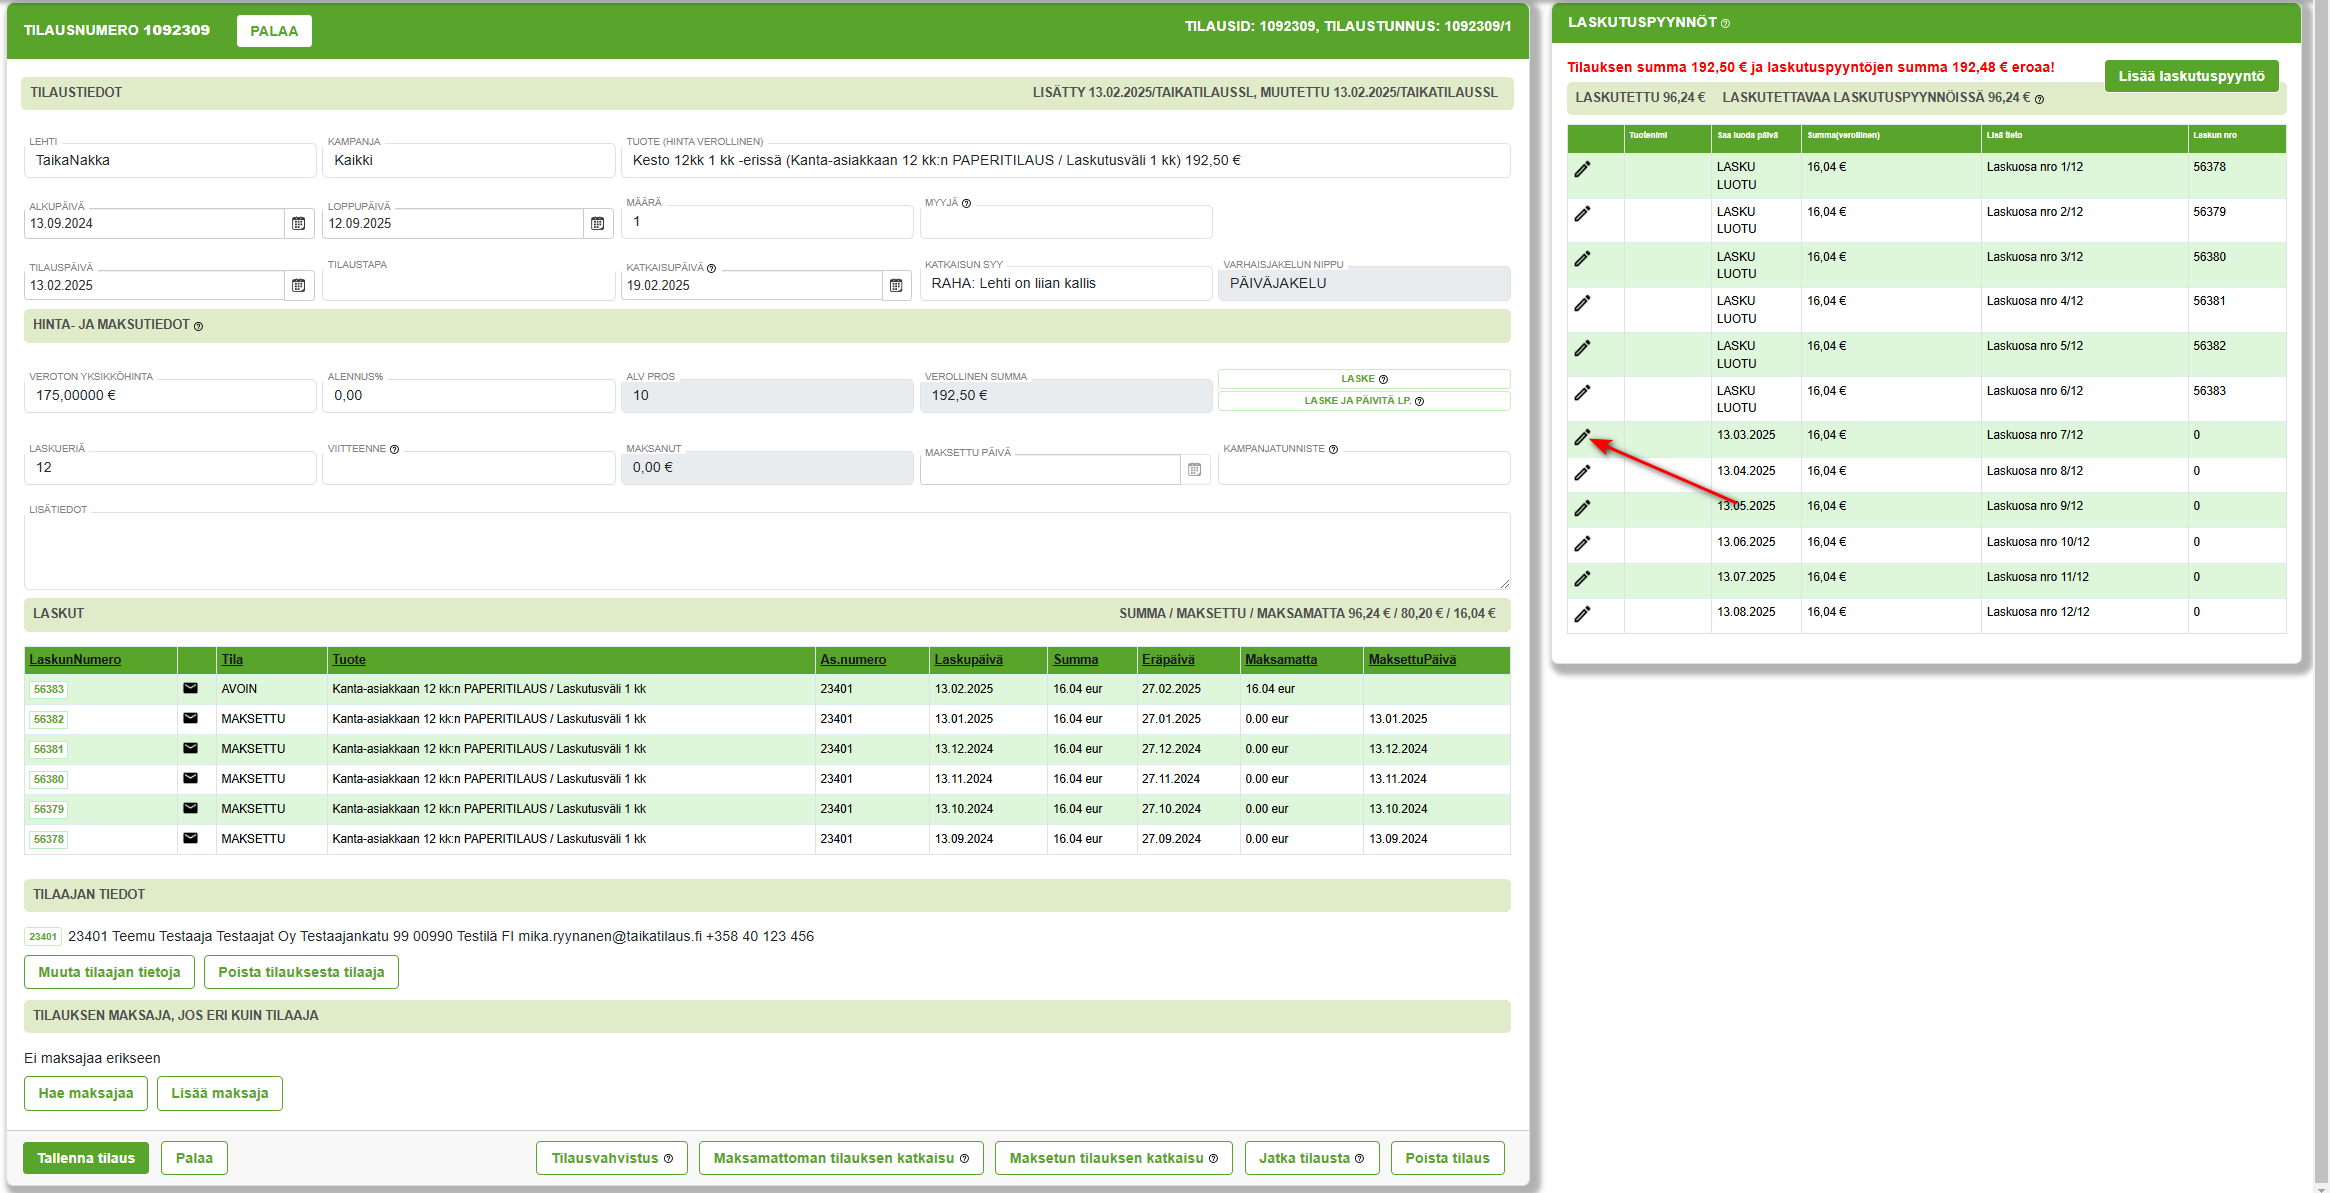 TILAUSNUMERO 1092309
PALAA
TILAUSID: 1092309, TILAUSTUNNUS: 1092309/1
TILAUSTIEDOT
LISÄTTY 13.02.2025/TAIKATILAUSSL, MUUTETTU 13.02.2025/TAIKATILAUSSL
LEHTI
TaikaNakka
KAMPANJA
Kaikki
TUOTE (HINTA VEROLLINEN)
Kesto 12kk 1 kk -erissä (Kanta-asiakkaan 12 kk:n PAPERITILAUS / Laskutusväli 1 kk) 192,50 €
ALKUPÄIVÄ
13.09.2024
LOPPUPÄIVÄ
12.09.2025
MÄÄRÄ
1
MYYJÄ
TILAUSPÄIVÄ
13.02.2025
TILAUSTAPA
KATKAISUPÄIVÄ
19.02.2025
KATKAISUN SYY
RAHA: Lehti on liian kallis
VARHAISJAKELUN NIPPU
PÄIVÄJAKELU
HINTA- JA MAKSUTIEDOT
VEROTON YKSIKKÖHINTA
175,00000 €
ALENNUS%
0,00
ALV PROS
10
VEROLLINEN SUMMA
192,50 €
LASKE
LASKE JA PÄIVITÄ LP.
LASKUERIÄ
12
VIITTEENNE
MAKSANUT
0,00 €
MAKSETTU PÄIVÄ
KAMPANJATUNNISTE
LISÄTIEDOT
LASKUT
SUMMA / MAKSETTU / MAKSAMATTA 96,24 € / 80,20 € / 16,04 €
LaskunNumero Tila Tuote As.numero Laskupäivä Summa Eräpäivä Maksamatta MaksettuPäivä
56383 AVOIN Kanta-asiakkaan 12 kk:n PAPERITILAUS / Laskutusväli 1 kk 23401 13.02.2025 16.04 eur 27.02.2025 16.04 eur
56382 MAKSETTU Kanta-asiakkaan 12 kk:n PAPERITILAUS / Laskutusväli 1 kk 23401 13.01.2025 16.04 eur 27.01.2025 0.00 eur 13.01.2025
56381 MAKSETTU Kanta-asiakkaan 12 kk:n PAPERITILAUS / Laskutusväli 1 kk 23401 13.12.2024 16.04 eur 27.12.2024 0.00 eur 13.12.2024
56380 MAKSETTU Kanta-asiakkaan 12 kk:n PAPERITILAUS / Laskutusväli 1 kk 23401 13.11.2024 16.04 eur 27.11.2024 0.00 eur 13.11.2024
56379 MAKSETTU Kanta-asiakkaan 12 kk:n PAPERITILAUS / Laskutusväli 1 kk 23401 13.10.2024 16.04 eur 27.10.2024 0.00 eur 13.10.2024
56378 MAKSETTU Kanta-asiakkaan 12 kk:n PAPERITILAUS / Laskutusväli 1 kk 23401 13.09.2024 16.04 eur 27.09.2024 0.00 eur 13.09.2024
TILAAJAN TIEDOT
23401 23401 Teemu Testaaja Testaajat Oy Testaajankatu 99 00990 Testilä FI mika.ryynanen@taikatilaus.fi +358 40 123 456
Muuta tilaajan tietoja
Poista tilauksesta tilaaja
TILAUKSEN MAKSAJA, JOS ERI KUIN TILAAJA
Ei maksajaa erikseen
Hae maksajaa
Lisää maksaja
Tallenna tilaus
Palaa
Tilausvahvistus
Maksamattoman tilauksen katkaisu
Maksetun tilauksen katkaisu
Jatka tilausta
Poista tilaus
LASKUTUSPYYNNÖT
Tilauksen summa 192,50 € ja laskutuspyyntöjen summa 192,48 € eroaa!
Lisää laskutuspyyntö
LASKUTETTU 96,24 € LASKUTETTAVAA LASKUTUSPYYNNÖISSÄ 96,24 €
Tuotenimi Saa luoda päivä Summa(verollinen) Lisä tieto Laskun nro
LASKU LUOTU 16,04 € Laskuosa nro 1/12 56378
LASKU LUOTU 16,04 € Laskuosa nro 2/12 56379
LASKU LUOTU 16,04 € Laskuosa nro 3/12 56380
LASKU LUOTU 16,04 € Laskuosa nro 4/12 56381
LASKU LUOTU 16,04 € Laskuosa nro 5/12 56382
LASKU LUOTU 16,04 € Laskuosa nro 6/12 56383
13.03.2025 16,04 € Laskuosa nro 7/12 0
13.04.2025 16,04 € Laskuosa nro 8/12 0
13.05.2025 16,04 € Laskuosa nro 9/12 0
13.06.2025 16,04 € Laskuosa nro 10/12 0
13.07.2025 16,04 € Laskuosa nro 11/12 0
13.08.2025 16,04 € Laskuosa nro 12/12 0